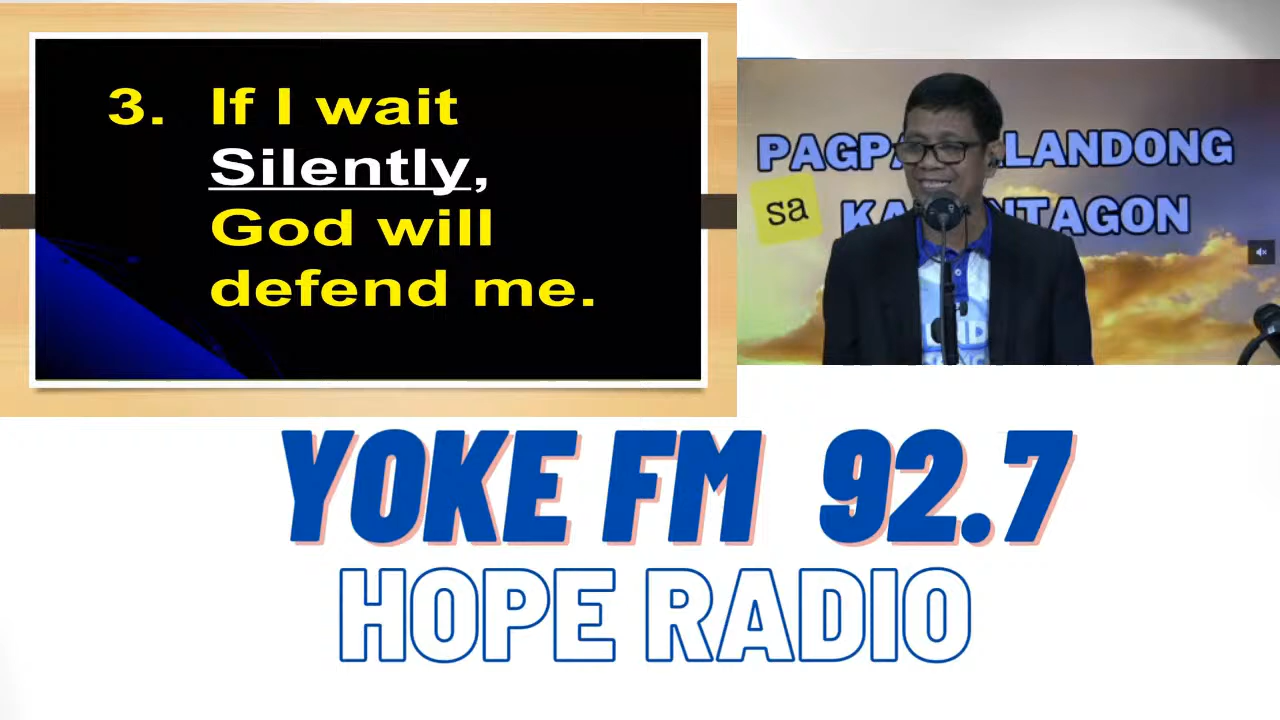 3. If I wait
Silently,
God will
defend me.
sa
YOKE FM 92.7
HOPE RADIO